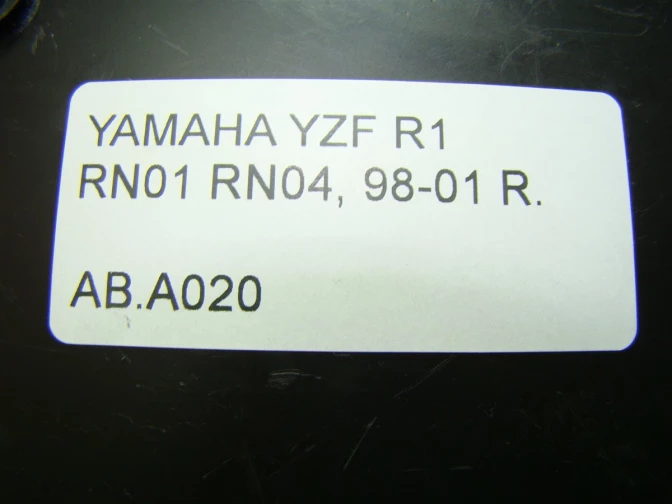 YAMAHA YZF R1
RN01 RN04, 98-01 R.
AB.A020